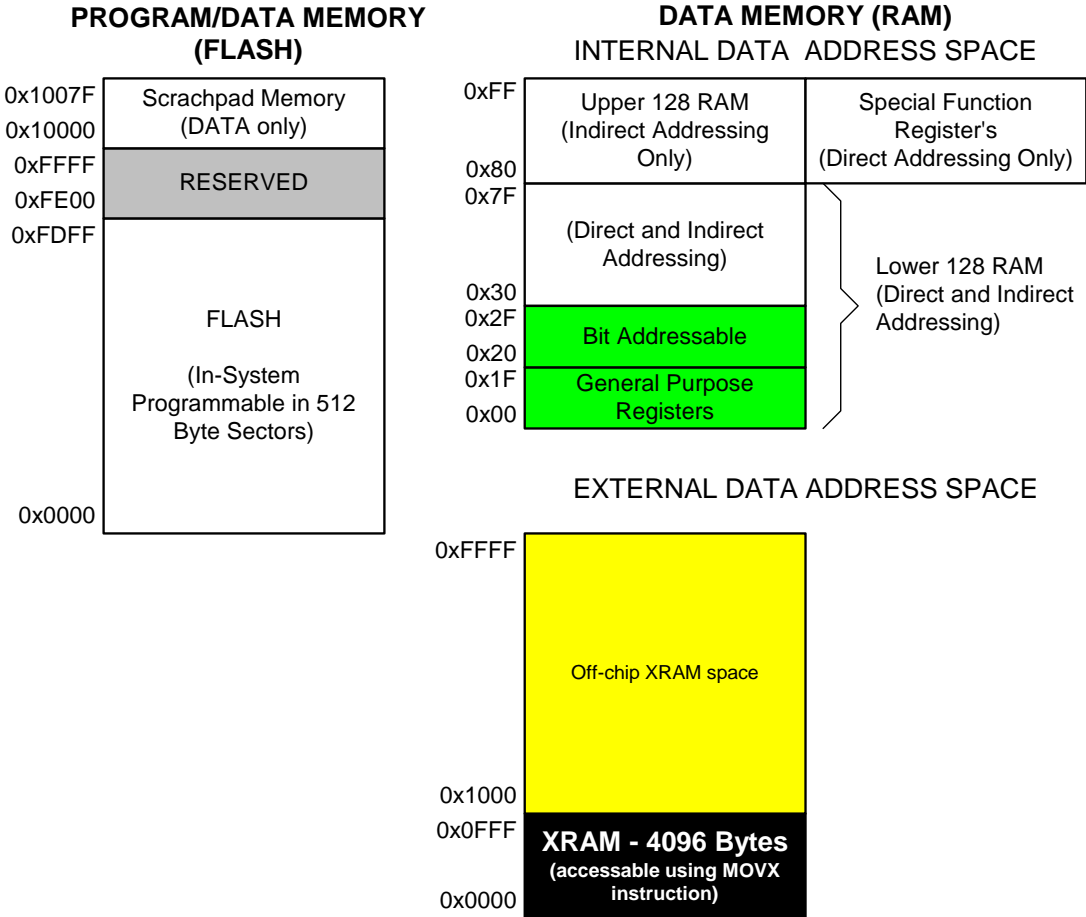 PROGRAM/DATA MEMORY
(FLASH)
0x1007F
0x10000
Scrachpad Memory
(DATA only)
0xFFFF
0xFE00
RESERVED
0xFDFF
FLASH
(In-System
Programmable in 512
Byte Sectors)
0x0000
DATA MEMORY (RAM)
INTERNAL DATA ADDRESS SPACE
0xFF
0x80
Upper 128 RAM
(Indirect Addressing
Only)
Special Function
Register's
(Direct Addressing Only)
0x7F
(Direct and Indirect
Addressing)
0x30
0x2F
Bit Addressable
0x20
0x1F
General Purpose
Registers
0x00
Lower 128 RAM
(Direct and Indirect
Addressing)
EXTERNAL DATA ADDRESS SPACE
0xFFFF
Off-chip XRAM space
0x1000
0x0FFF
XRAM - 4096 Bytes
(accessable using MOVX
instruction)
0x0000